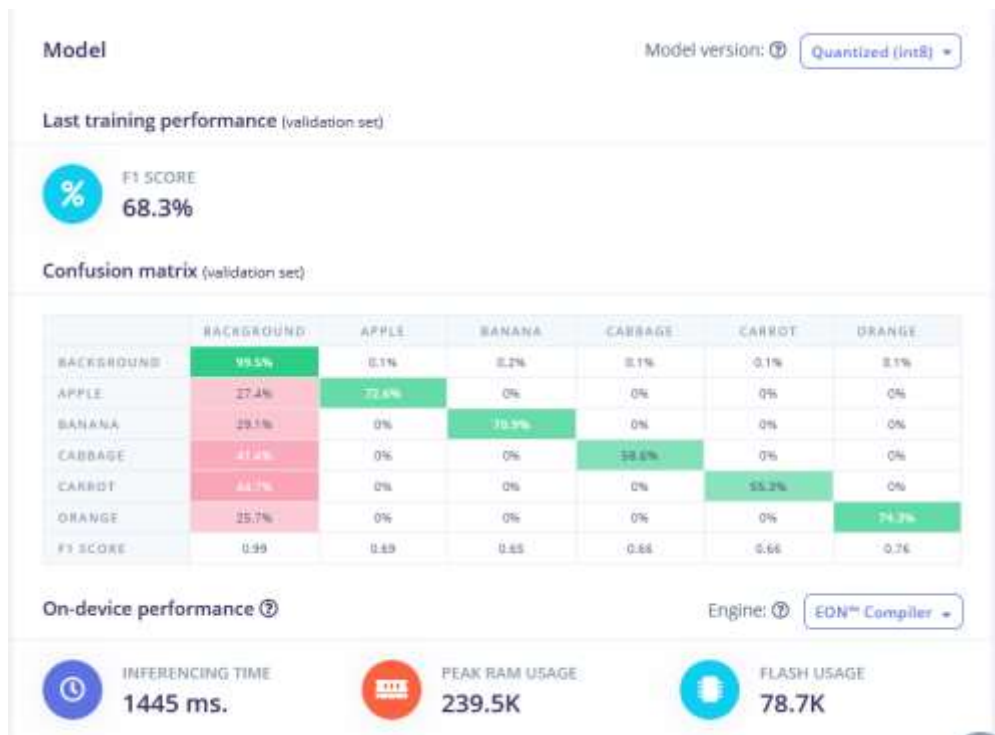 Model
Model version: Quantized (int8)
Last training performance (validation set)
%
F1 SCORE
68.3%
Confusion matrix (validation set)
BACKGROUND APPLE BANANA CABBAGE CARROT ORANGE
BACKGROUND 99.5% 0.1% 0.2% 0.1% 0.1% 0.1%
APPLE 27.4% 72.6% 0% 0% 0% 0%
BANANA 29.1% 0% 70.9% 0% 0% 0%
CABBAGE 41.4% 0% 0% 58.6% 0% 0%
CARROT 44.7% 0% 0% 0% 55.3% 0%
ORANGE 25.7% 0% 0% 0% 0% 74.3%
F1 SCORE 0.99 0.69 0.65 0.66 0.66 0.76
On-device performance
Engine: EON™ Compiler
INFERENCING TIME
1445 ms.
PEAK RAM USAGE
239.5K
FLASH USAGE
78.7K